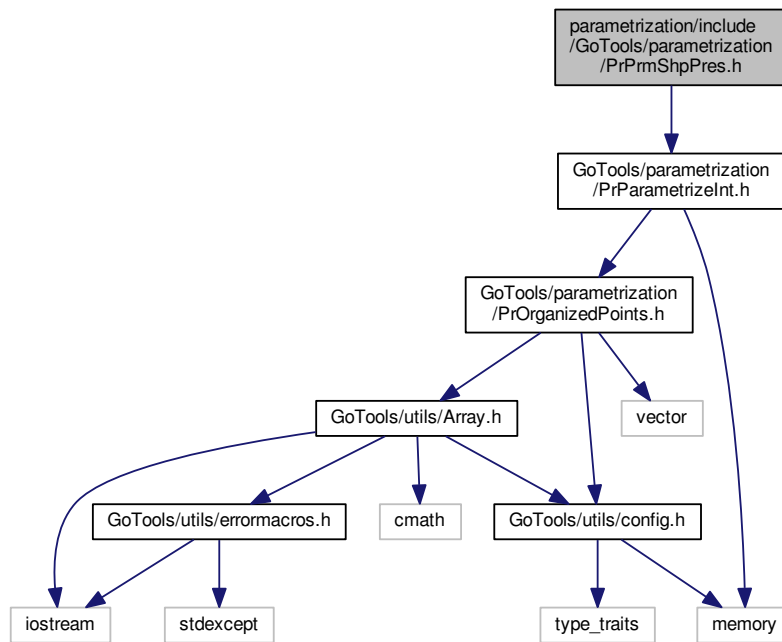 parametrization/include
/GoTools/parametrization
/PrPrmShpPres.h
GoTools/parametrization
/PrParametrizeInt.h
GoTools/parametrization
/PrOrganizedPoints.h
GoTools/utils/Array.h
vector
GoTools/utils/errormacros.h
cmath
GoTools/utils/config.h
iostream
stdexcept
type_traits
memory